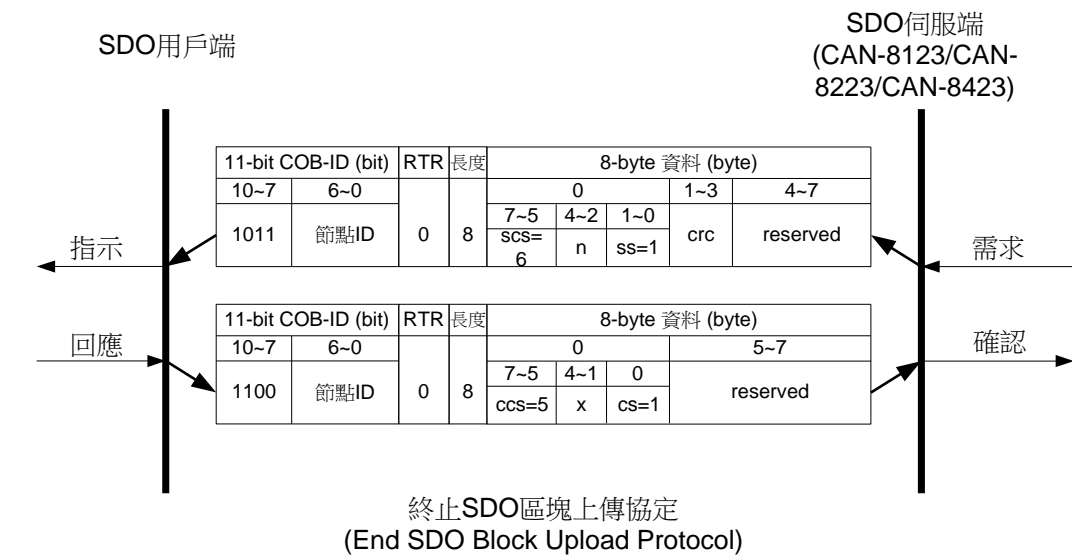 SDO用戶端
SDO伺服端
(CAN-8123/CAN-
8223/CAN-8423)
11-bit COB-ID (bit) RTR 長度 8-byte 資料 (byte)
10~7 6~0 0 1~3 4~7
7~5 4~2 1~0
1011 節點ID 0 8 scs=
6 n ss=1 crc reserved
指示
需求
11-bit COB-ID (bit) RTR 長度 8-byte 資料 (byte)
10~7 6~0 0 5~7
7~5 4~1 0
1100 節點ID 0 8 ccs=5 x cs=1 reserved
回應
確認
終止SDO區塊上傳協定
(End SDO Block Upload Protocol)